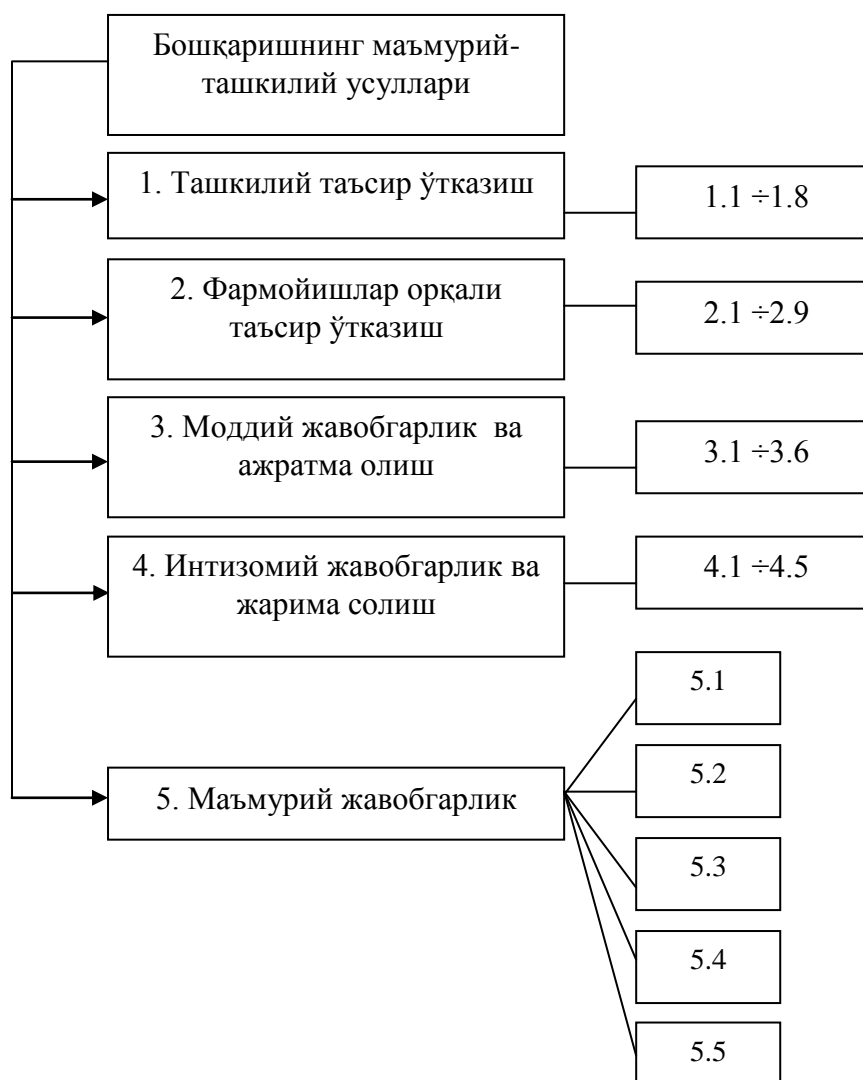 Бошқаришнинг маъмурий-
ташкилий усуллари
1. Ташкилий таъсир ўтказиш
1.1 ÷1.8
2. Фармойишлар орқали
таъсир ўтказиш
2.1 ÷2.9
3. Моддий жавобгарлик  ва
ажратма олиш
3.1 ÷3.6
4. Интизомий жавобгарлик ва
жарима солиш
4.1 ÷4.5
5. Маъмурий жавобгарлик
5.1
5.2
5.3
5.4
5.5